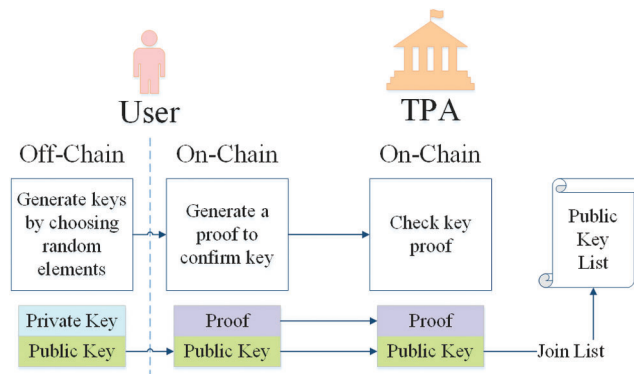 User
TPA
Off-Chain
On-Chain
On-Chain
Generate keys
by choosing
random
elements
Generate a
proof to
confirm key
Check key
proof
Public
Key
List
Private Key
Public Key
Proof
Public Key
Proof
Public Key
Join List